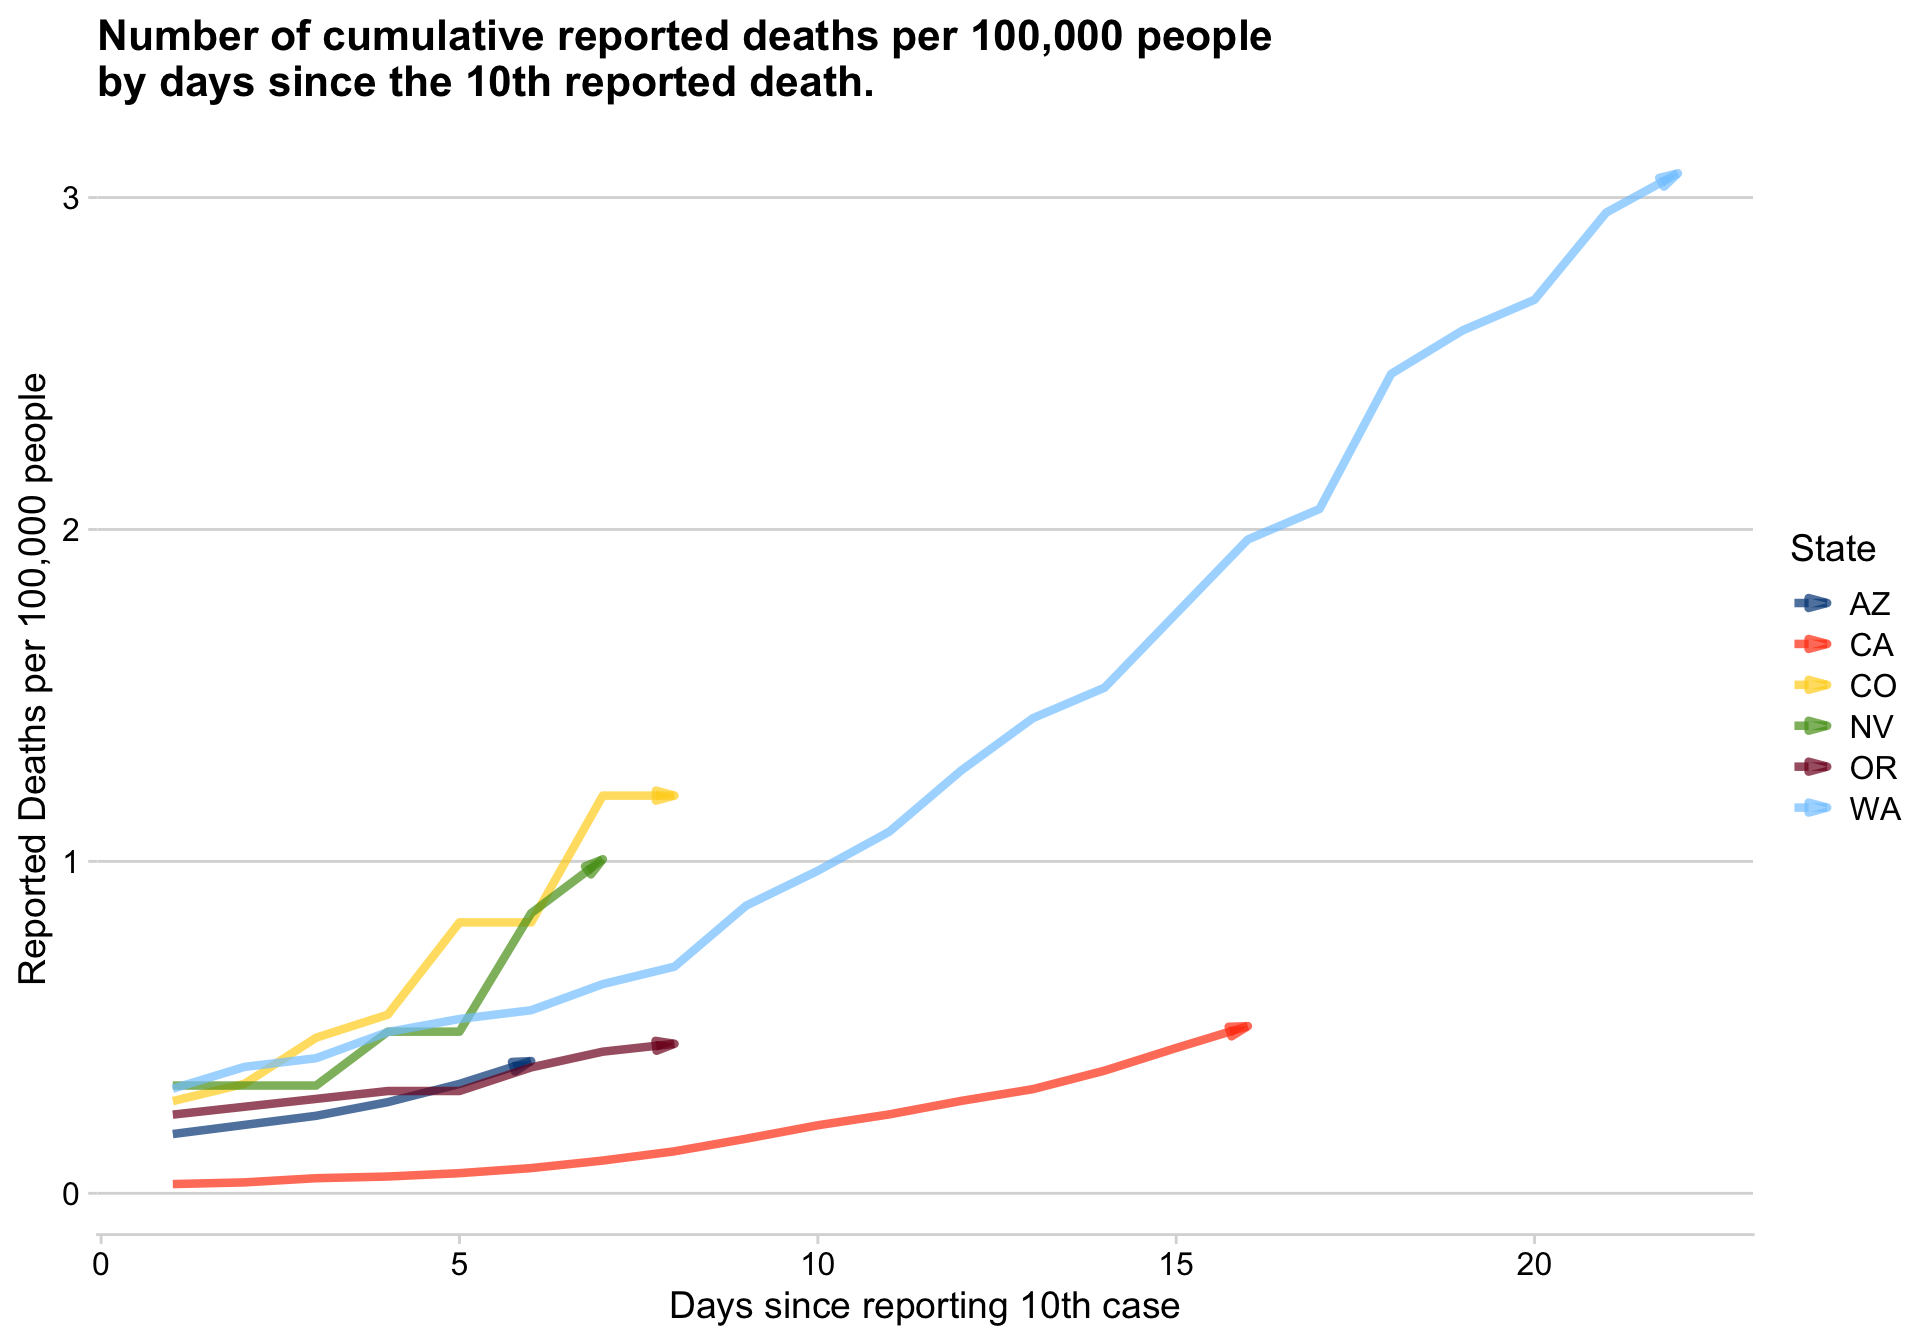 Number of cumulative reported deaths per 100,000 people
by days since the 10th reported death.
Reported Deaths per 100,000 people
3
2
1
0
0 5 10 15 20
Days since reporting 10th case
State
AZ
CA
CO
NV
OR
WA